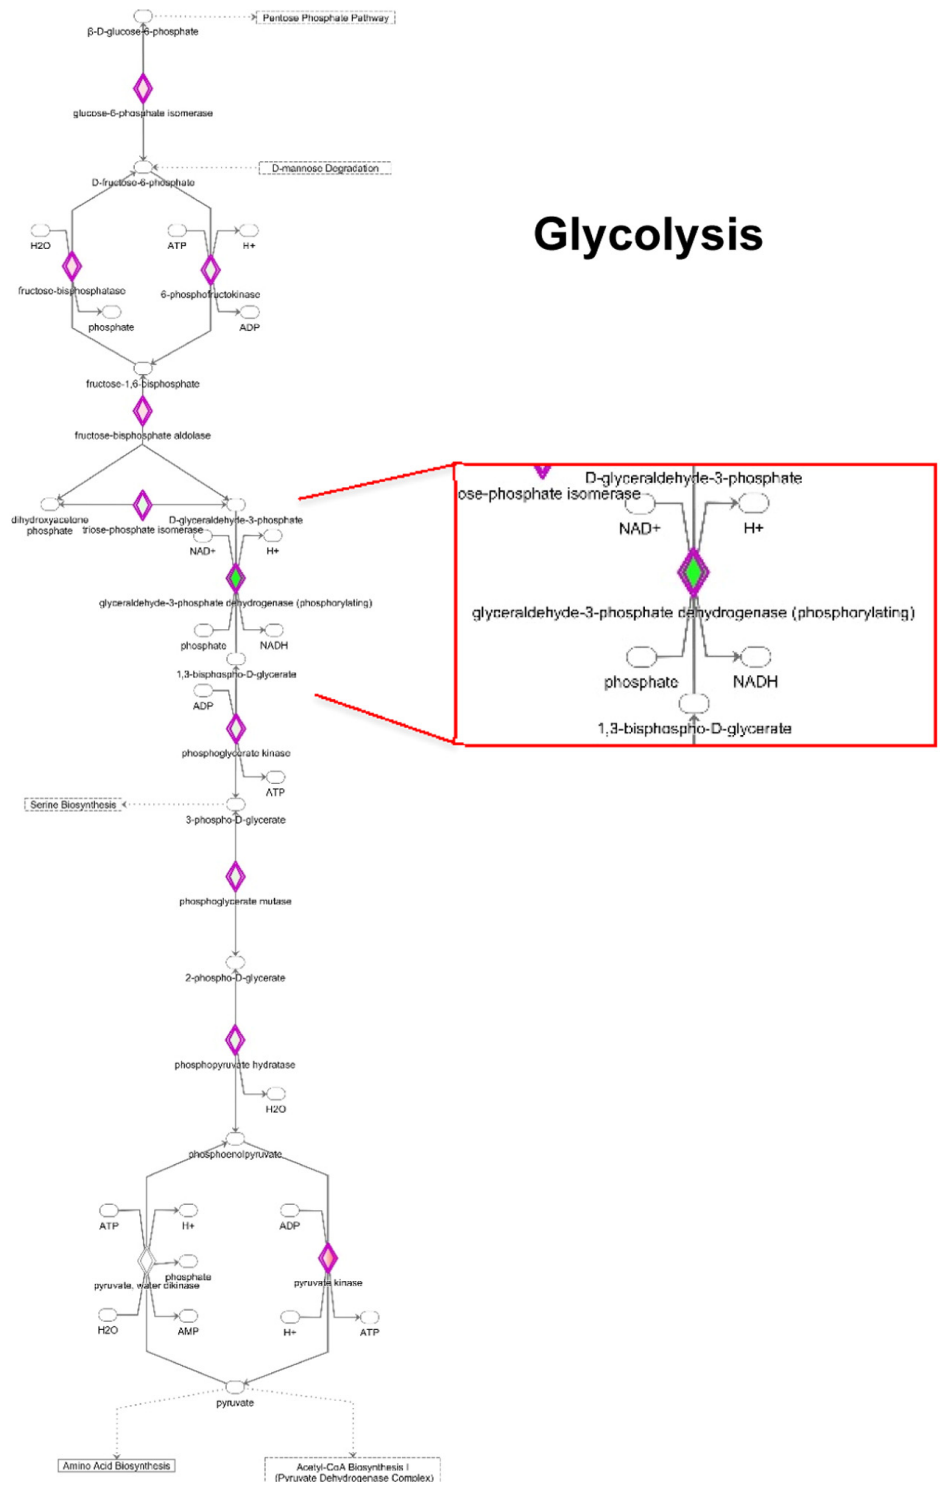 Pentose Phosphate Pathway
β-D-glucose-6-phosphate
glucose-6-phosphate isomerase
D-mannose Degradation
D-fructose-6-phosphate
Glycolysis
H2O
ATP
H+
fructose-bisphosphatase
6-phosphofructokinase
phosphate
ADP
fructose-1,6-bisphosphate
fructose-bisphosphate aldolase
dihydroxyacetone
phosphate
triose-phosphate isomerase
D-glyceraldehyde-3-phosphate
NAD+
H+
glyceraldehyde-3-phosphate dehydrogenase (phosphorylating)
phosphate
NADH
1,3-bisphospho-D-glycerate
ADP
phosphoglycerate kinase
ATP
D-glyceraldehyde-3-phosphate
ose-phosphate isomerase
NAD+
H+
glyceraldehyde-3-phosphate dehydrogenase (phosphorylating)
phosphate
NADH
1,3-bisphospho-D-glycerate
Serine Biosynthesis
3-phospho-D-glycerate
phosphoglycerate mutase
2-phospho-D-glycerate
phosphopyruvate hydratase
H2O
phosphoenolpyruvate
ATP
H+
ADP
phosphate
pyruvate, water dikinase
pyruvate kinase
H2O
AMP
H+
ATP
pyruvate
Amino Acid Biosynthesis
Acetyl-CoA Biosynthesis I
(Pyruvate Dehydrogenase Complex)